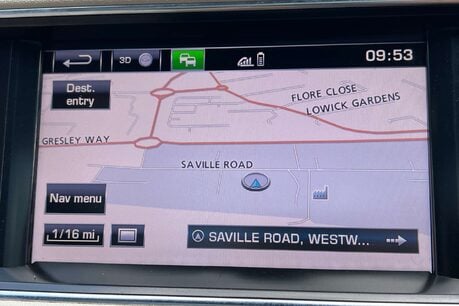 3D
09:53
Dest.
entry
FLORE CLOSE
LOWICK GARDENS
GRESLEY WAY
SAVILLE ROAD
Nav menu
1/16 mi
SAVILLE ROAD, WESTW...